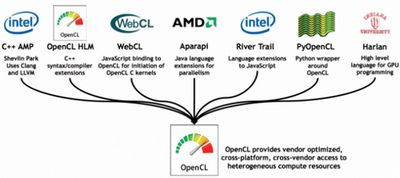 intel
OpenCL
WebCL
AMD
intel
PyOpenCL
INDIANA
UNIVERSITY
C++ AMP
OpenCL HLM
WebCL
Aparapi
River Trail
PyOpenCL
Harlan
Shevlin Park
Uses Clang
and LLVM
C++
syntax/compiler
extensions
JavaScript binding to
OpenCL for initiation of
OpenCL C kernels
Java language
extensions for
parallelism
Language extensions
to JavaScript
Python wrapper
around
OpenCL
High level
language for GPU
programming
OpenCL
OpenCL provides vendor optimized,
cross-platform, cross-vendor access to
heterogeneous compute resources